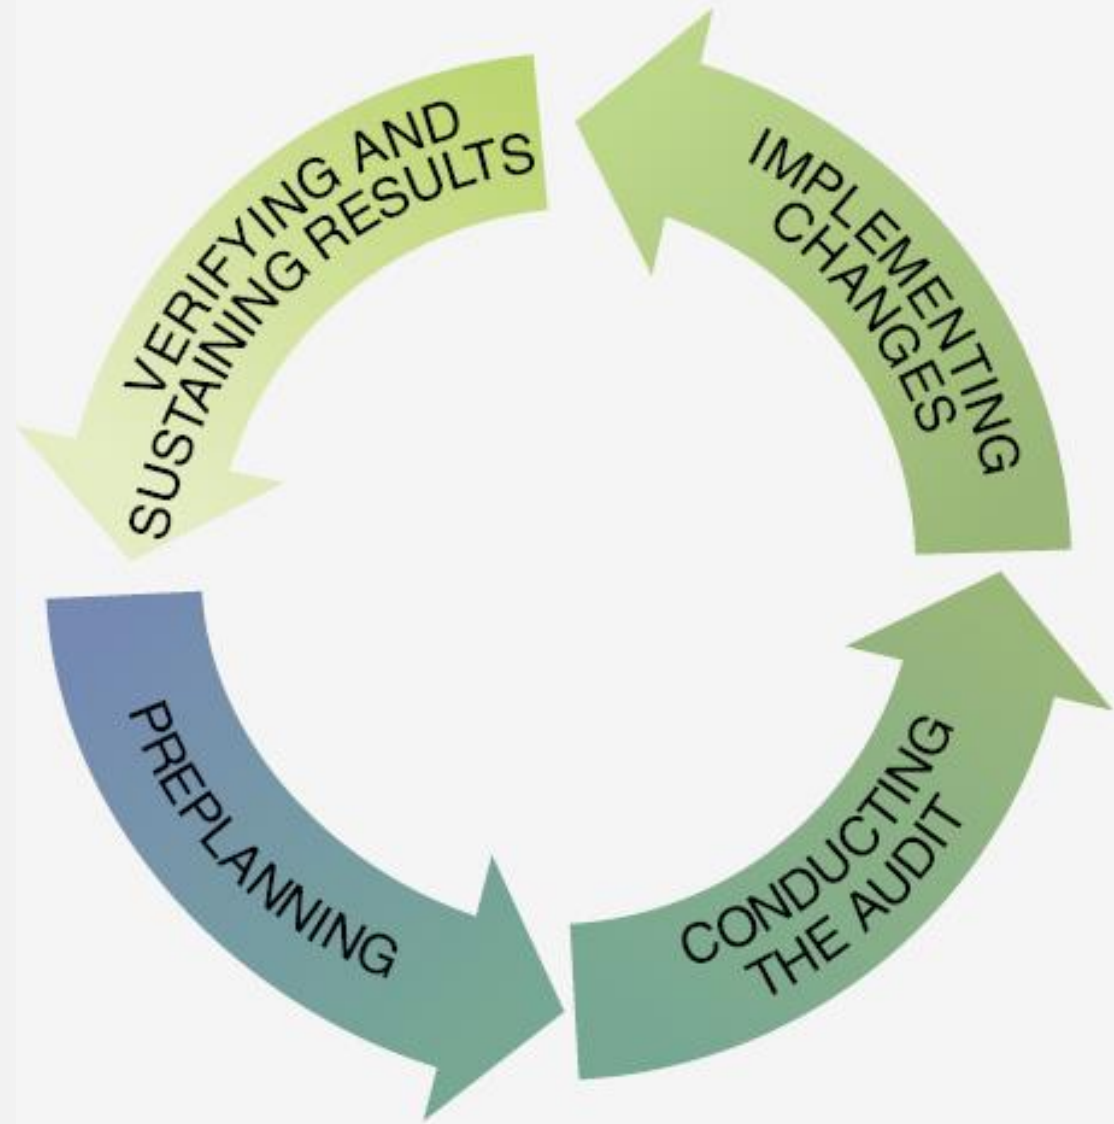 VERIFYING AND
SUSTAINING RESULTS
IMPLEMENTING
CHANGES
PREPLANNING
CONDUCTING
THE AUDIT